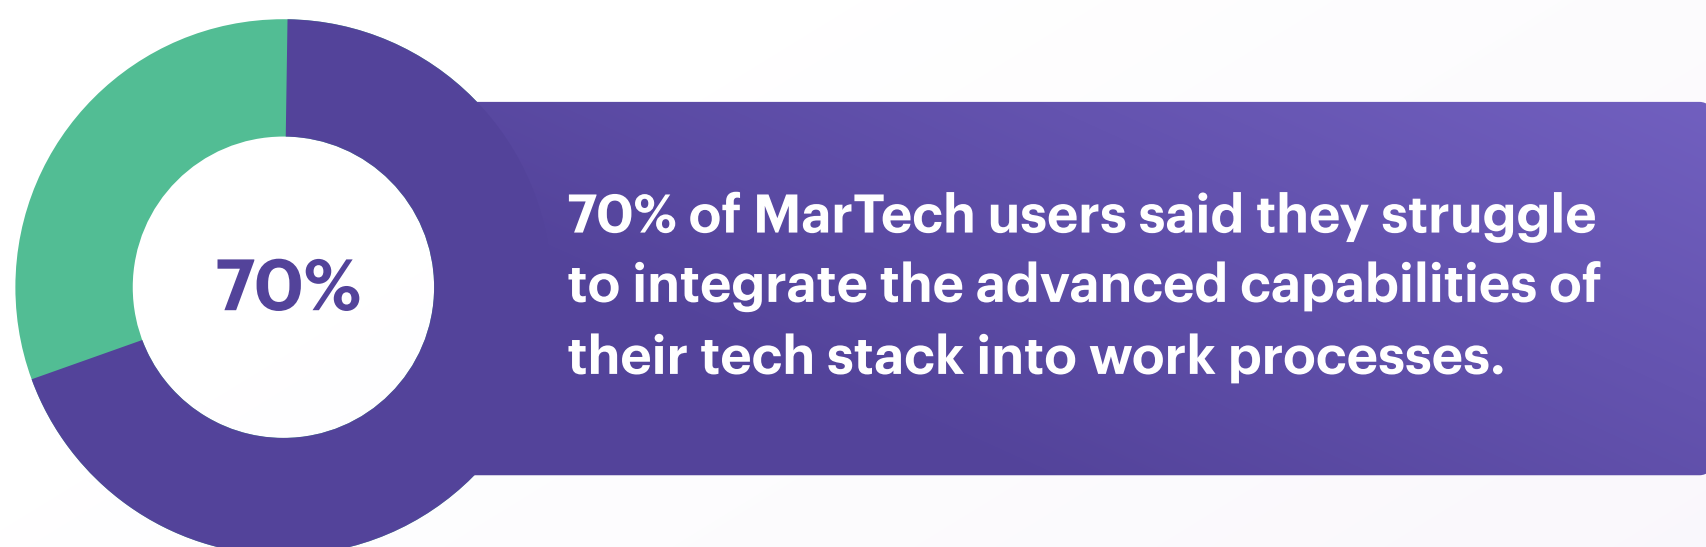 70%
70% of MarTech users said they struggle
to integrate the advanced capabilities of
their tech stack into work processes.